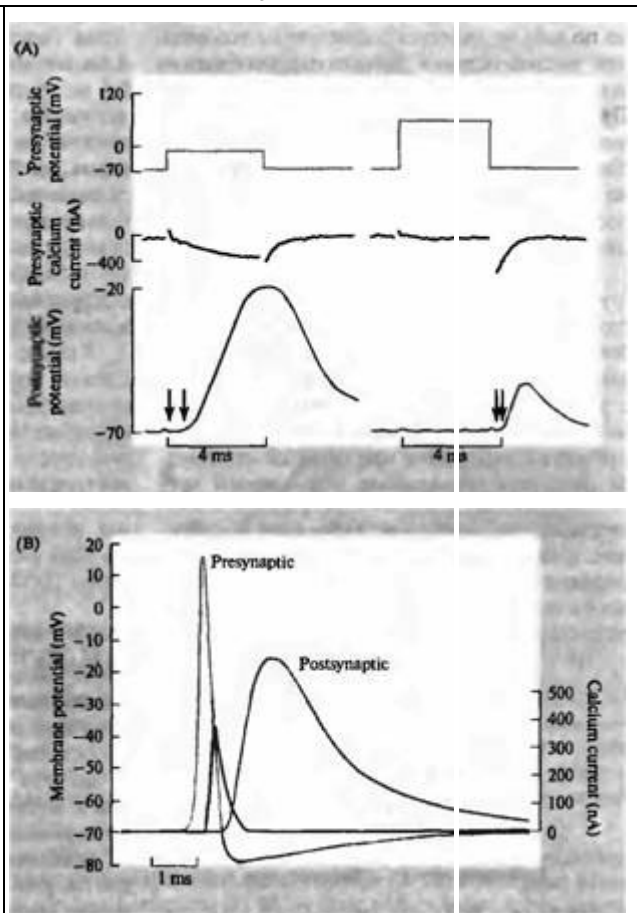 (A)
Presynaptic
potential (mV)
120
0
−70
Presynaptic
calcium
current (nA)
0
−400
Postsynaptic
potential (mV)
−20
−70
4 ms
4 ms
(B)
Membrane potential (mV)
20
10
0
−10
−20
−30
−40
−50
−60
−70
−80
Presynaptic
Postsynaptic
Calcium current (nA)
500
400
300
200
100
0
1 ms